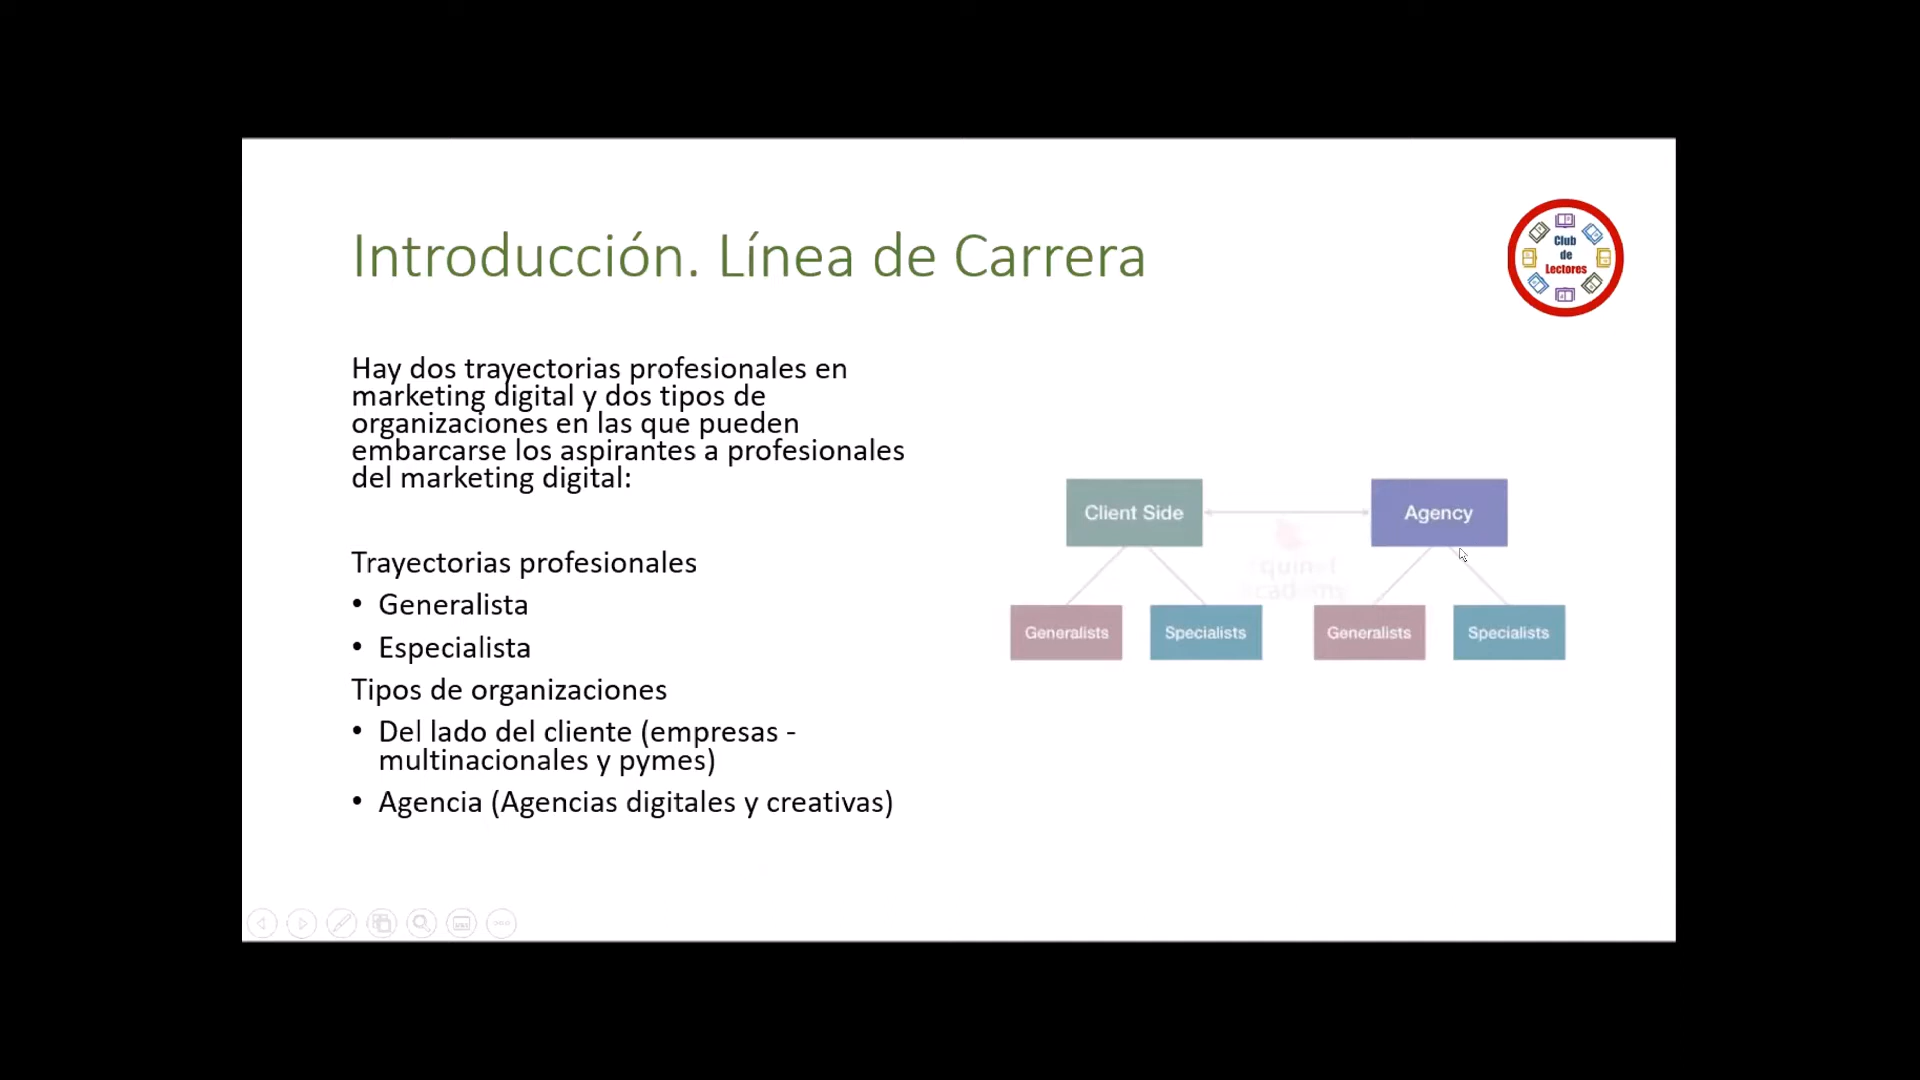 Introducción. Línea de Carrera
Club
de
Lectores
Hay dos trayectorias profesionales en
marketing digital y dos tipos de
organizaciones en las que pueden
embarcarse los aspirantes a profesionales
del marketing digital:
Trayectorias profesionales
• Generalista
• Especialista
Tipos de organizaciones
• Del lado del cliente (empresas -
multinacionales y pymes)
• Agencia (Agencias digitales y creativas)
Client Side
Agency
Generalists
Specialists
Generalists
Specialists